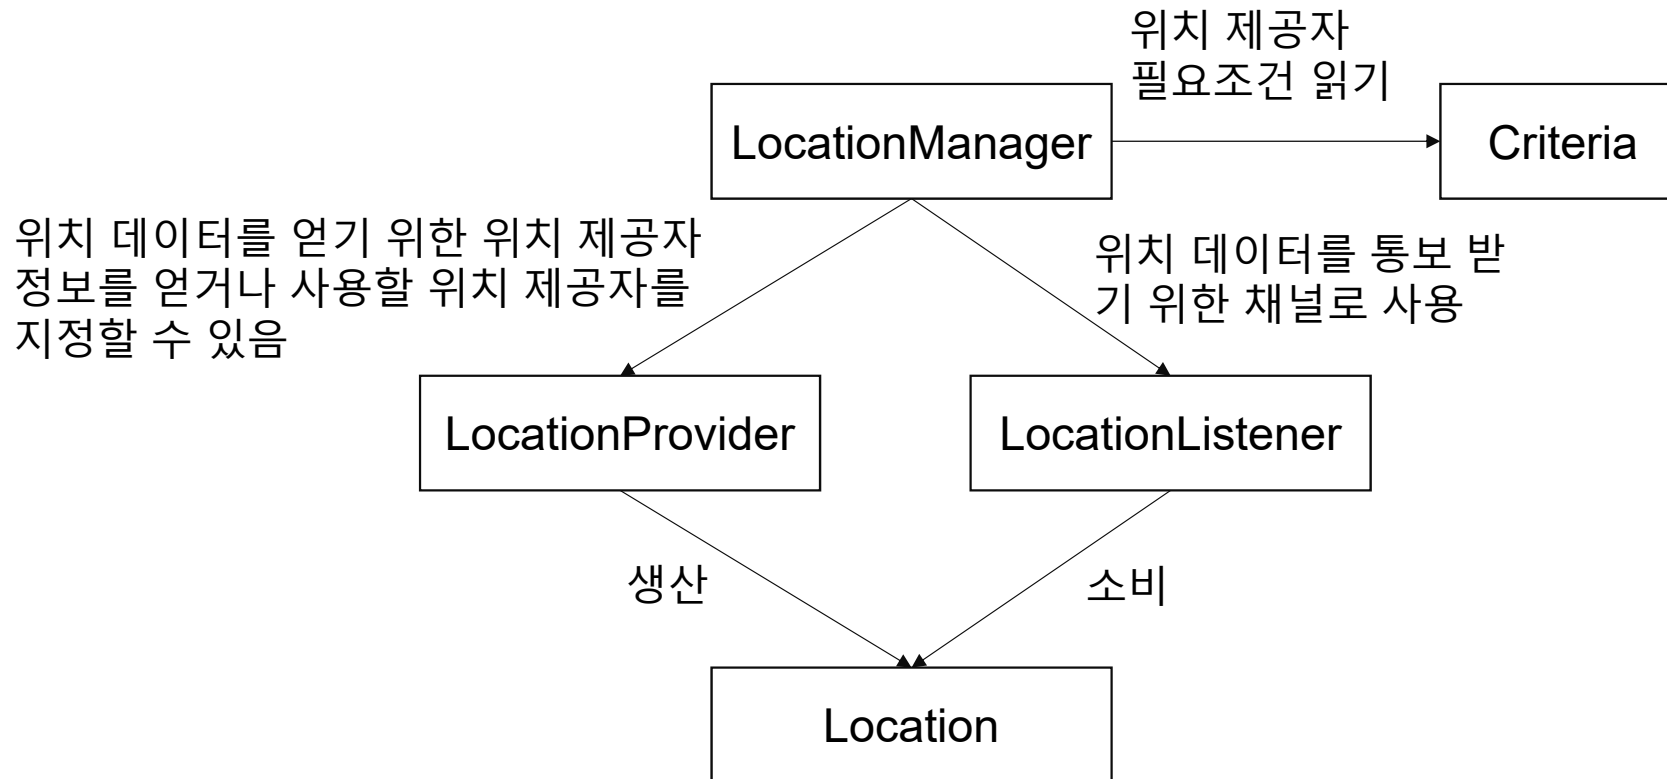 위치 제공자
필요조건 읽기
LocationManager
Criteria
위치 데이터를 얻기 위한 위치 제공자
정보를 얻거나 사용할 위치 제공자를
지정할 수 있음
위치 데이터를 통보 받
기 위한 채널로 사용
LocationProvider
LocationListener
생산
소비
Location